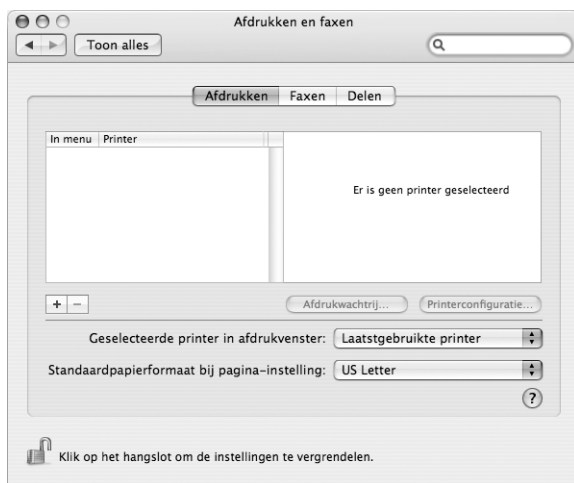 Afdrukken en faxen
Toon alles
Afdrukken Faxen Delen
In menu Printer
Er is geen printer geselecteerd
+ −
Afdrukwachtrij... Printerconfiguratie...
Geselecteerde printer in afdrukvenster: Laatstgebruikte printer
Standaardpapierformaat bij pagina-instelling: US Letter
?
Klik op het hangslot om de instellingen te vergrendelen.